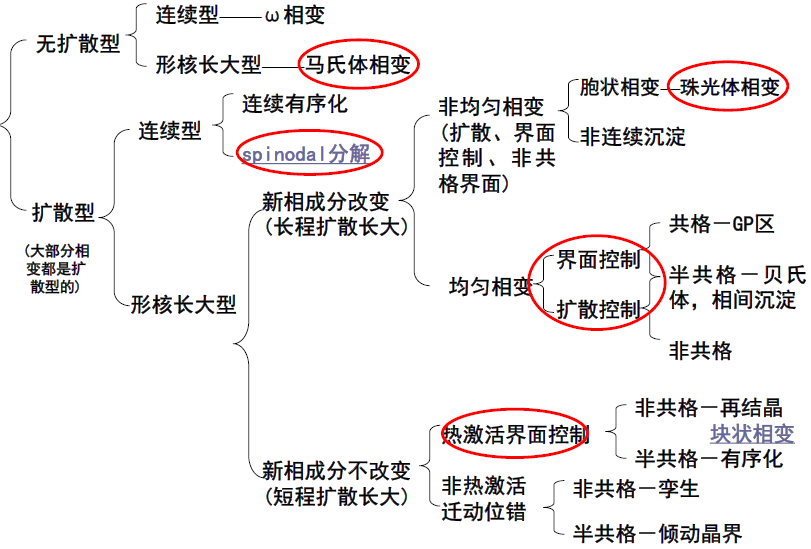 无扩散型
连续型—ω相变
形核长大型—马氏体相变
扩散型
(大部分相
变都是扩
散型的)
连续型
连续有序化
spinodal分解
形核长大型
新相成分改变
(长程扩散长大)
非均匀相变
(扩散、界面
控制、非共
格界面)
胞状相变—珠光体相变
非连续沉淀
均匀相变
界面控制
扩散控制
共格—GP区
半共格—贝氏
体，相间沉淀
非共格
新相成分不改变
(短程扩散长大)
热激活界面控制
非共格—再结晶
块状相变
半共格—有序化
非热激活
迁动位错
非共格—孪生
半共格—倾动晶界